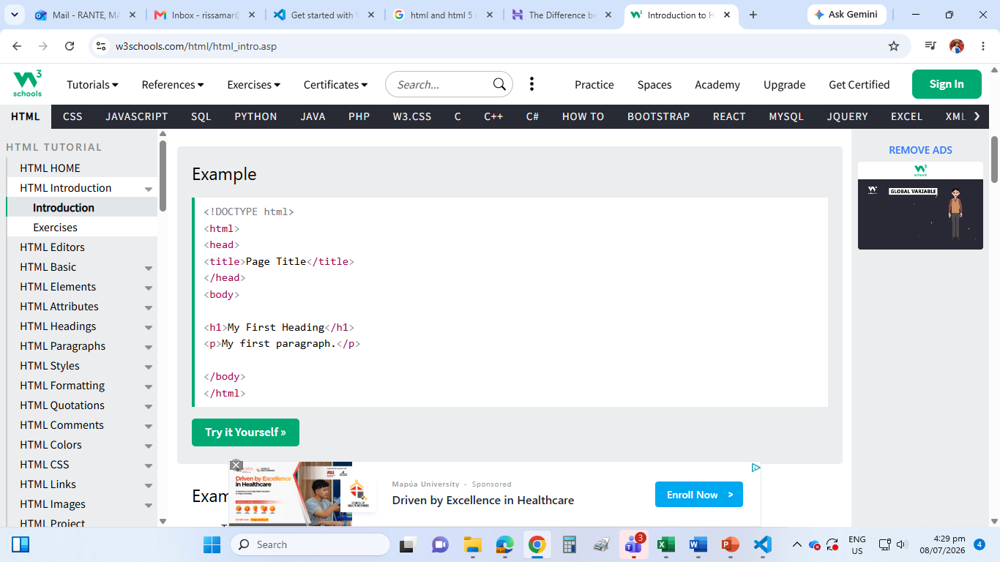 Mail - RANTE, MA
Inbox - rissamar@
Get started with V
html and html 5 c
The Difference be
Introduction to H
Ask Gemini
w3schools.com/html/html_intro.asp
3
schools
Tutorials
References
Exercises
Certificates
Search...
Practice
Spaces
Academy
Upgrade
Get Certified
Sign In
HTML CSS JAVASCRIPT SQL PYTHON JAVA PHP W3.CSS C C++ C# HOW TO BOOTSTRAP REACT MYSQL JQUERY EXCEL XML
HTML TUTORIAL
HTML HOME
HTML Introduction
Introduction
Exercises
HTML Editors
HTML Basic
HTML Elements
HTML Attributes
HTML Headings
HTML Paragraphs
HTML Styles
HTML Formatting
HTML Quotations
HTML Comments
HTML Colors
HTML CSS
HTML Links
HTML Images
HTML Project
Example
<!DOCTYPE html>
<html>
<head>
<title>Page Title</title>
</head>
<body>
<h1>My First Heading</h1>
<p>My first paragraph.</p>
</body>
</html>
Try it Yourself »
Exam
REMOVE ADS
schools
GLOBAL VARIABLE
Driven by Excellence
in Healthcare
Mapúa University - Sponsored
Driven by Excellence in Healthcare
Enroll Now >
Search
3
ENG
US
4:29 pm
08/07/2026
4